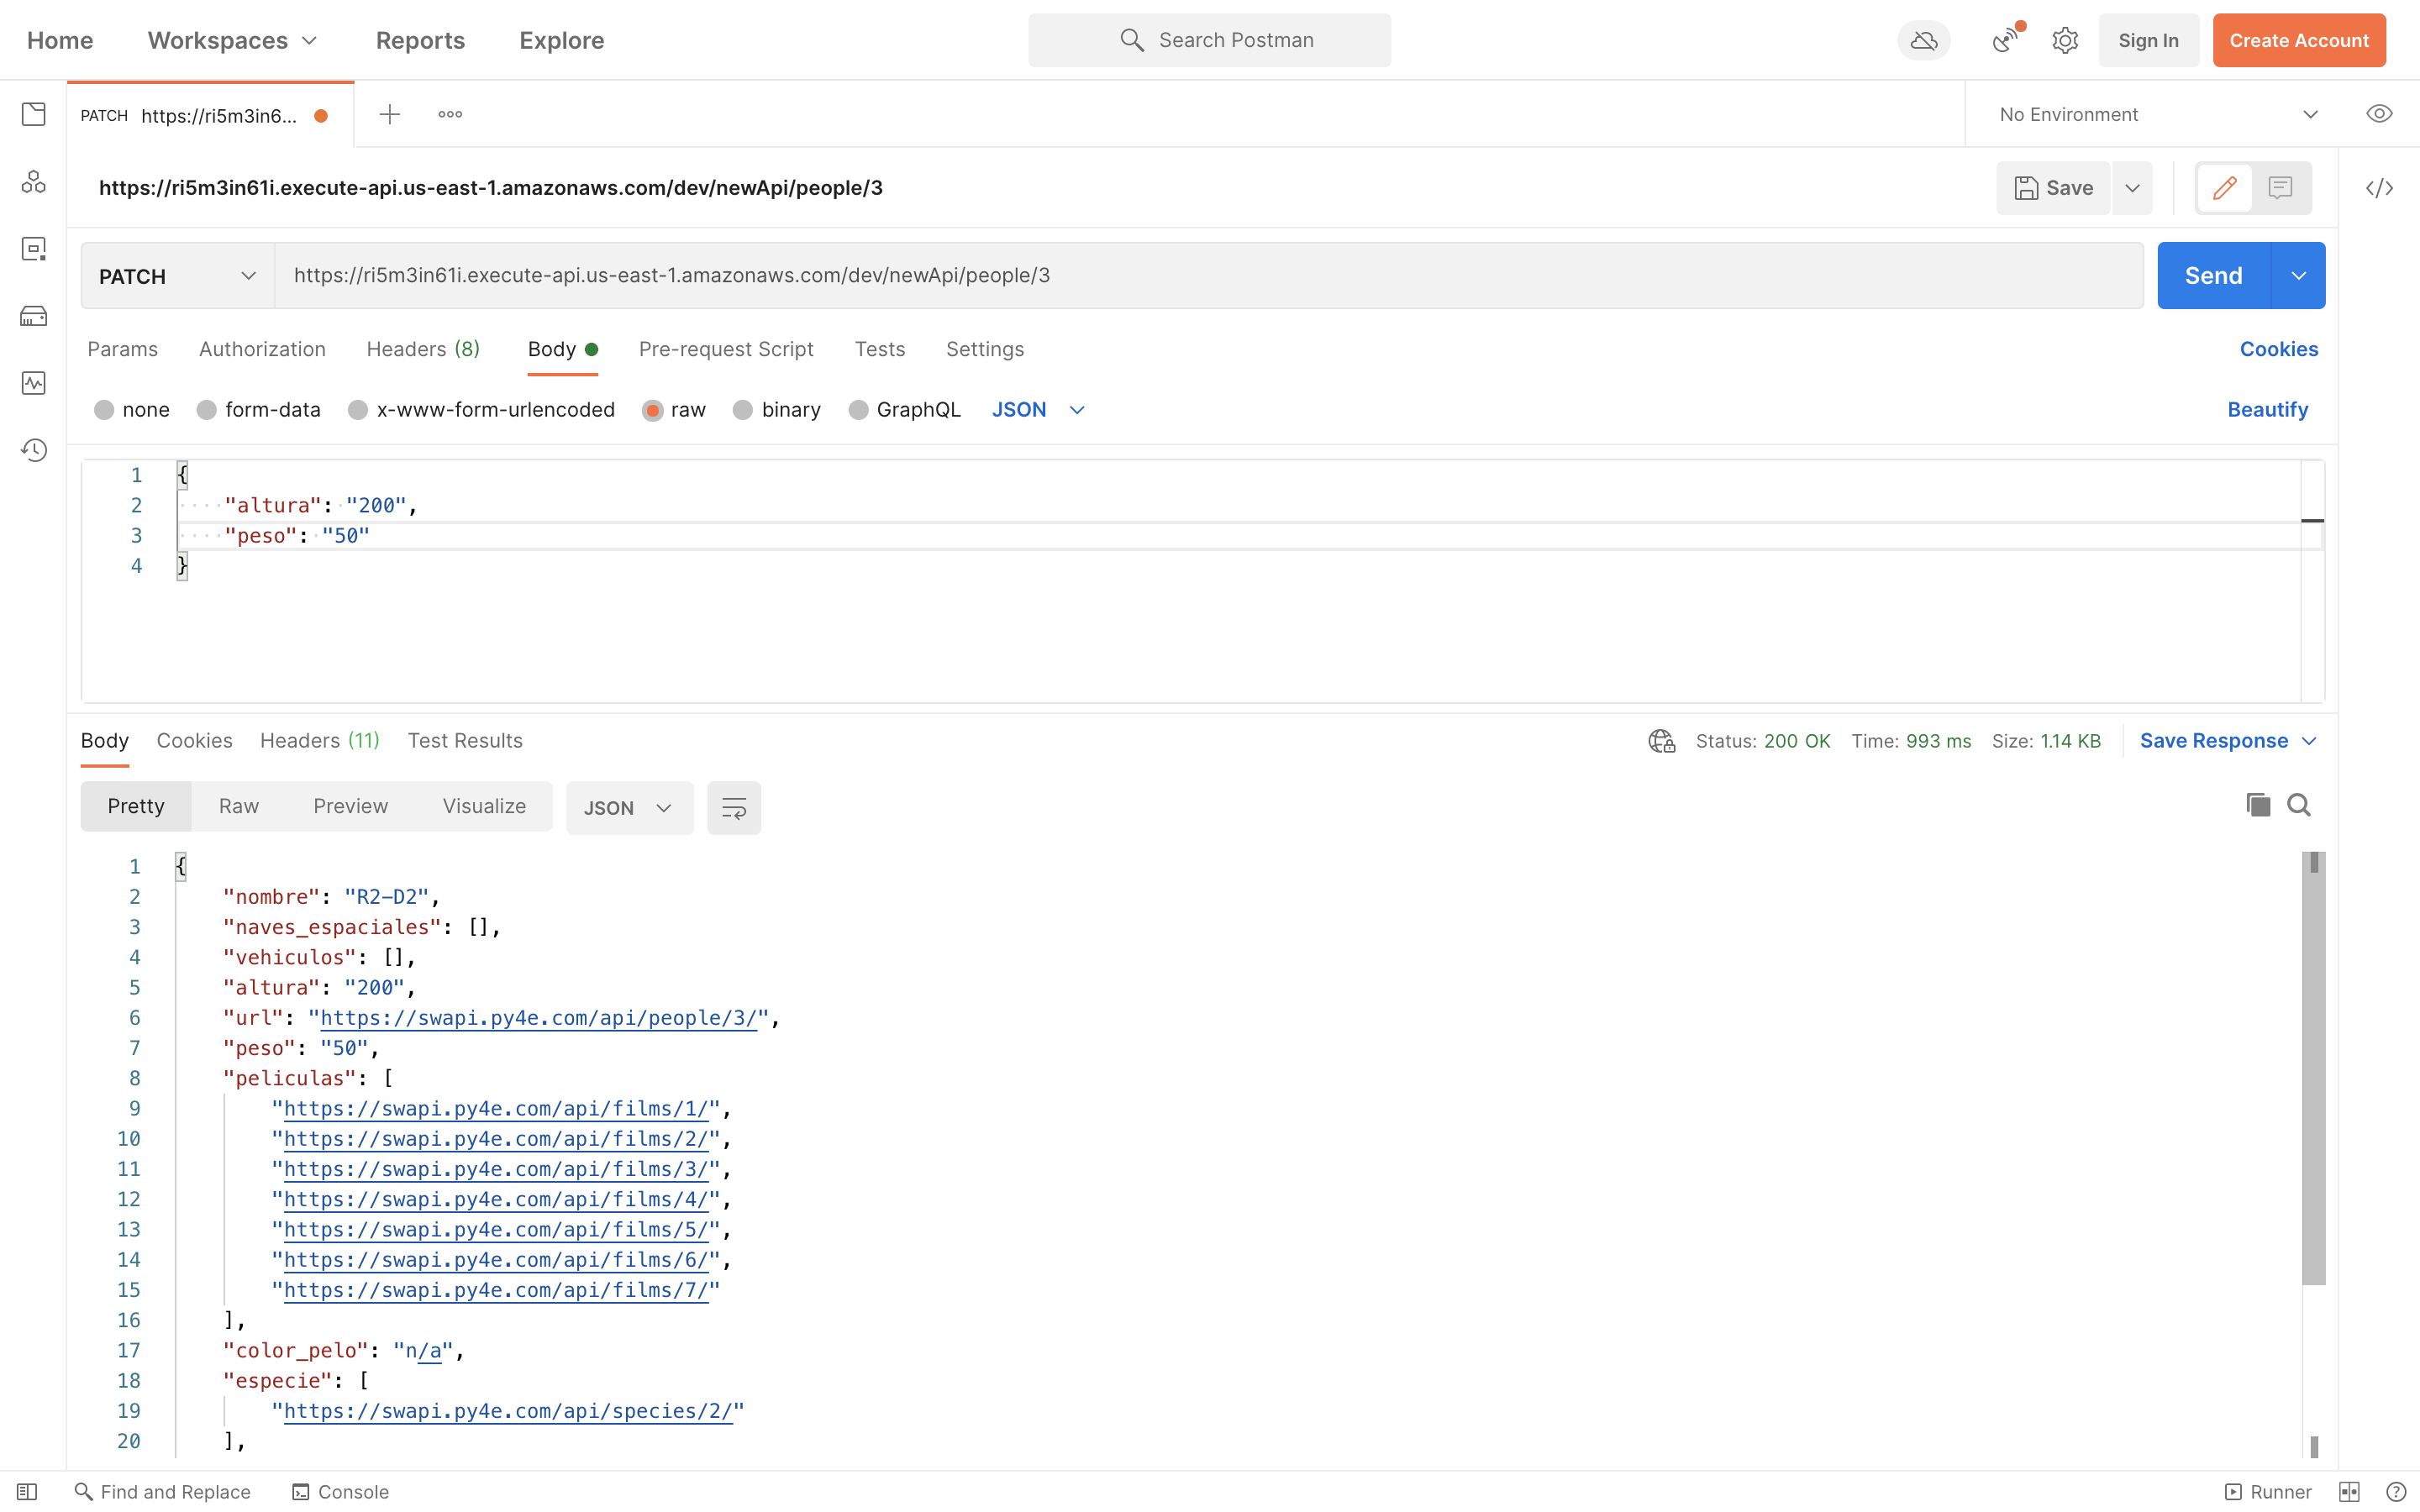 Home Workspaces Reports Explore Search Postman Sign In Create Account
PATCH https://ri5m3in6... No Environment
https://ri5m3in61i.execute-api.us-east-1.amazonaws.com/dev/newApi/people/3 Save
PATCH https://ri5m3in61i.execute-api.us-east-1.amazonaws.com/dev/newApi/people/3 Send
Params Authorization Headers (8) Body Pre-request Script Tests Settings Cookies
none form-data x-www-form-urlencoded raw binary GraphQL JSON Beautify
1 {
2 "altura": "200",
3 "peso": "50"
4 }
Body Cookies Headers (11) Test Results Status: 200 OK Time: 993 ms Size: 1.14 KB Save Response
Pretty Raw Preview Visualize JSON
1 {
2 "nombre": "R2-D2",
3 "naves_espaciales": [],
4 "vehiculos": [],
5 "altura": "200",
6 "url": "https://swapi.py4e.com/api/people/3/",
7 "peso": "50",
8 "peliculas": [
9 "https://swapi.py4e.com/api/films/1/",
10 "https://swapi.py4e.com/api/films/2/",
11 "https://swapi.py4e.com/api/films/3/",
12 "https://swapi.py4e.com/api/films/4/",
13 "https://swapi.py4e.com/api/films/5/",
14 "https://swapi.py4e.com/api/films/6/",
15 "https://swapi.py4e.com/api/films/7/"
16 ],
17 "color_pelo": "n/a",
18 "especie": [
19 "https://swapi.py4e.com/api/species/2/"
20 ],
Find and Replace Console Runner